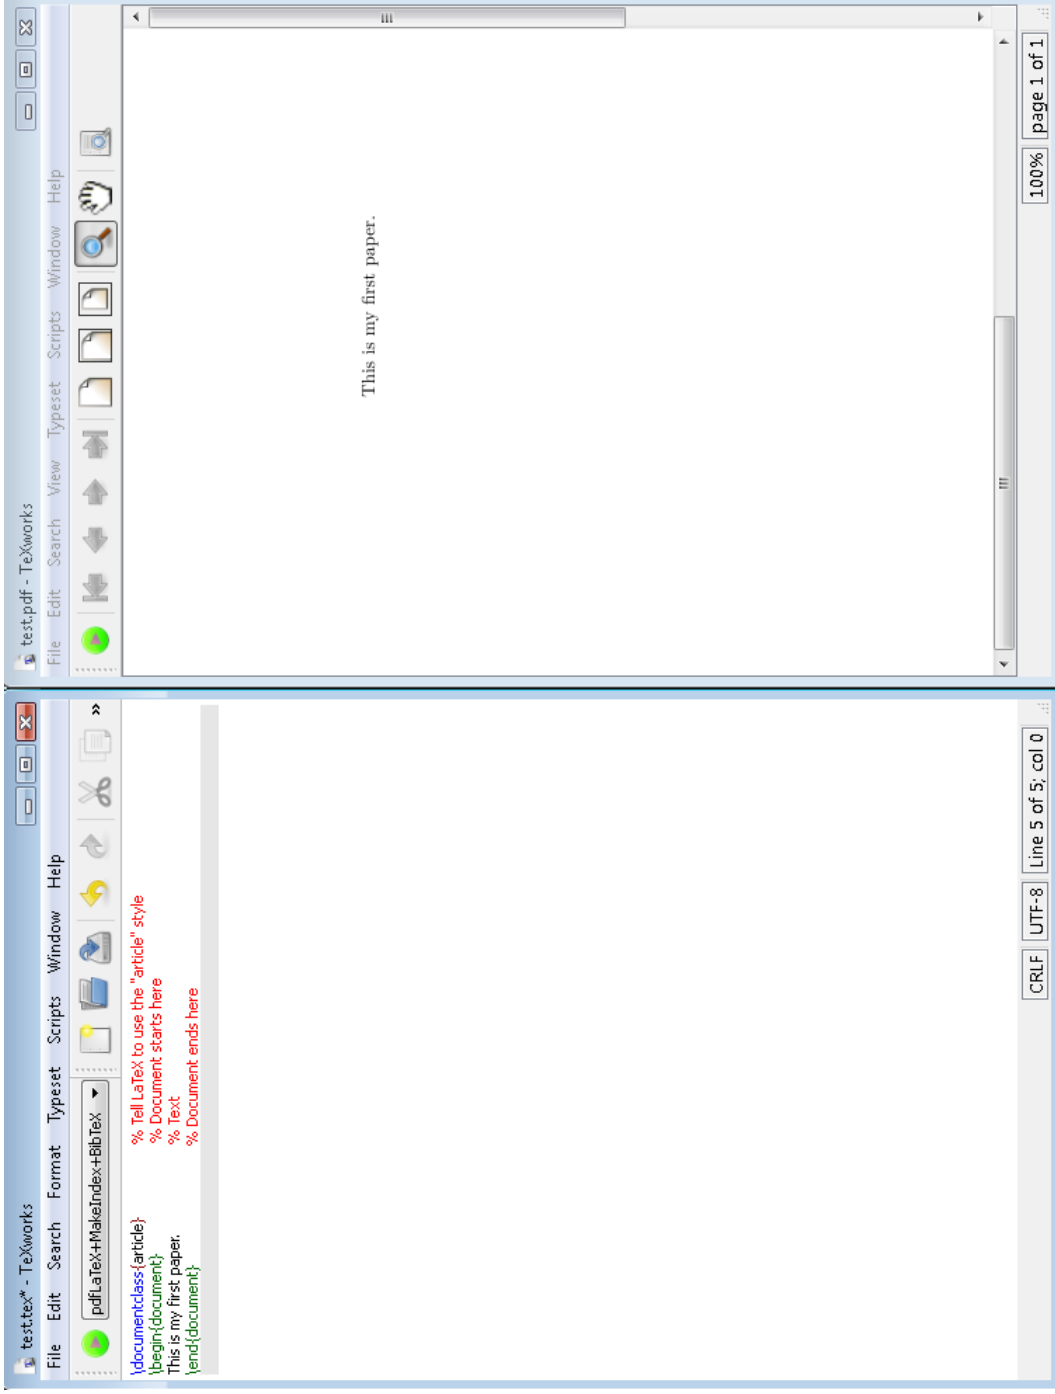 test.tex* - TeXworks
File Edit Search Format Typeset Scripts Window Help
pdfLaTeX+MakeIndex+BibTeX
\documentclass{article} % Tell LaTeX to use the "article" style
\begin{document} % Document starts here
This is my first paper. % Text
\end{document} % Document ends here
CRLF UTF-8 Line 5 of 5; col 0
test.pdf - TeXworks
File Edit Search View Typeset Scripts Window Help
This is my first paper.
100% page 1 of 1